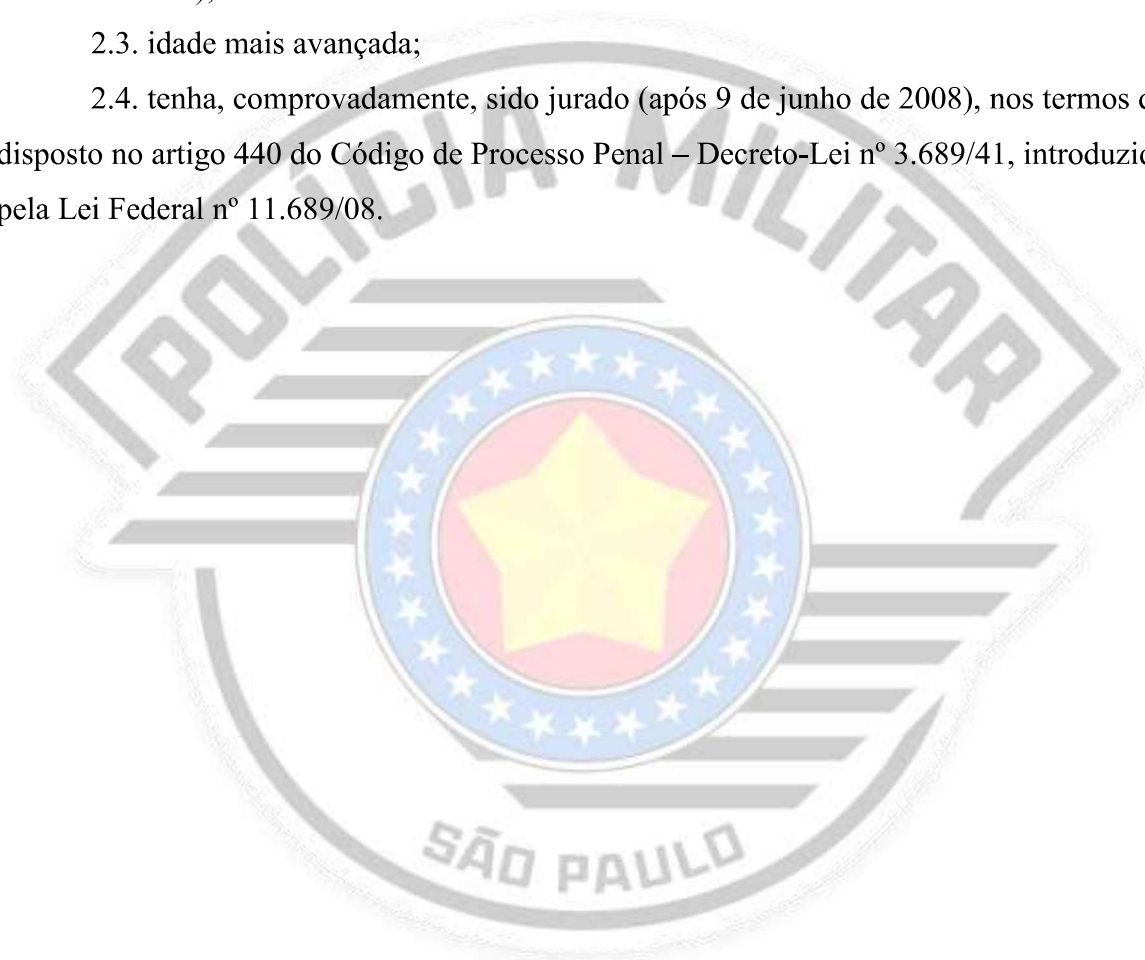 2.3. idade mais avançada;
2.4. tenha, comprovadamente, sido jurado (após 9 de junho de 2008), nos termos
disposto no artigo 440 do Código de Processo Penal – Decreto-Lei nº 3.689/41,
pela Lei Federal nº 11.689/08.
POLÍCIA MILITAR
SÃO PAULO